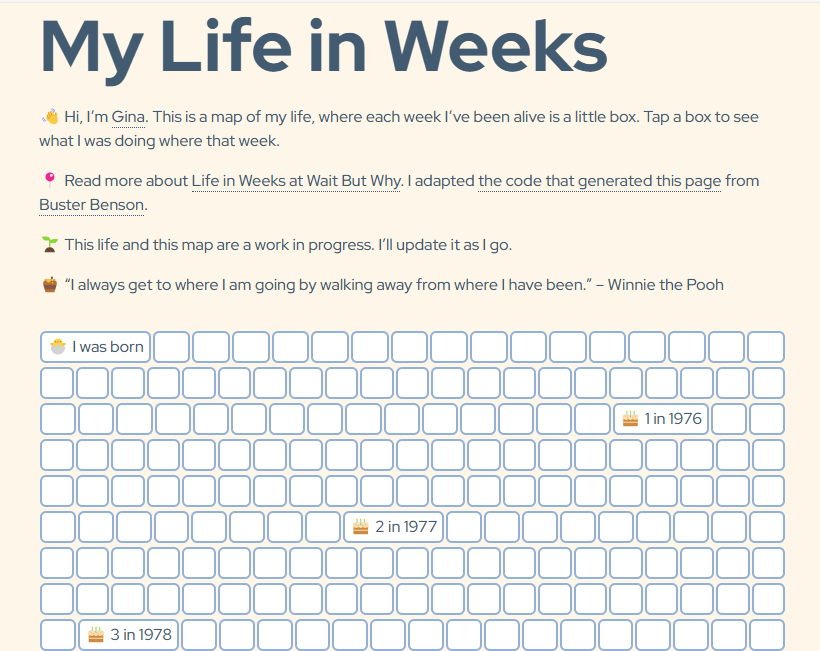 My Life in Weeks
👋 Hi, I’m Gina. This is a map of my life, where each week I’ve been alive is a little box. Tap a box to see
what I was doing where that week.
📍 Read more about Life in Weeks at Wait But Why. I adapted the code that generated this page from
Buster Benson.
🌱 This life and this map are a work in progress. I’ll update it as I go.
🍯 “I always get to where I am going by walking away from where I have been.” – Winnie the Pooh
🐣 I was born
🎂 1 in 1976
🎂 2 in 1977
🎂 3 in 1978